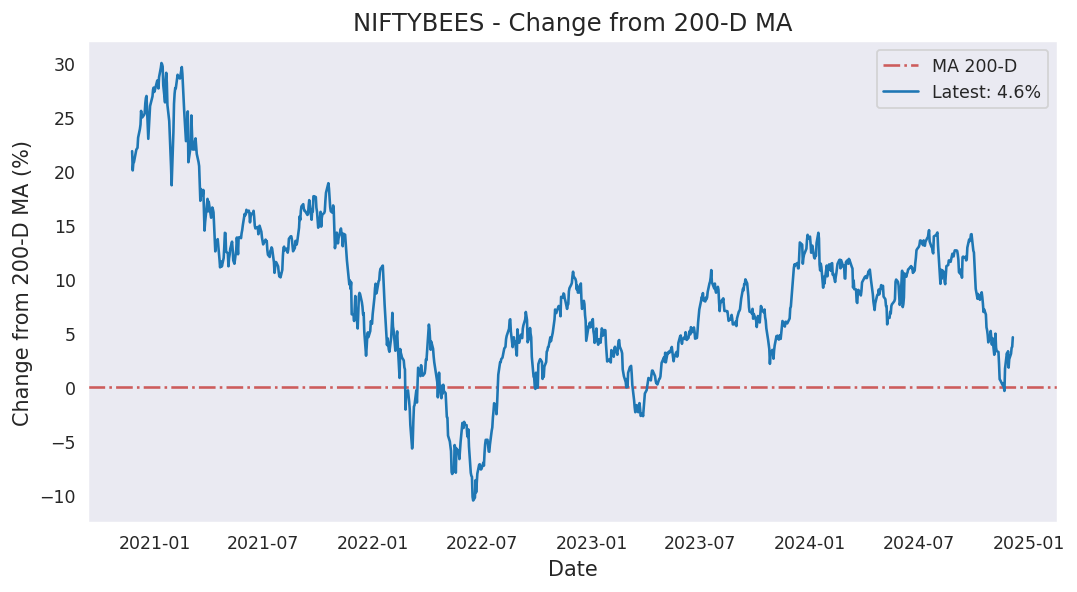 NIFTYBEES - Change from 200-D MA
MA 200-D
Latest: 4.6%
Change from 200-D MA (%)
30
25
20
15
10
5
0
−5
−10
2021-01 2021-07 2022-01 2022-07 2023-01 2023-07 2024-01 2024-07 2025-01
Date